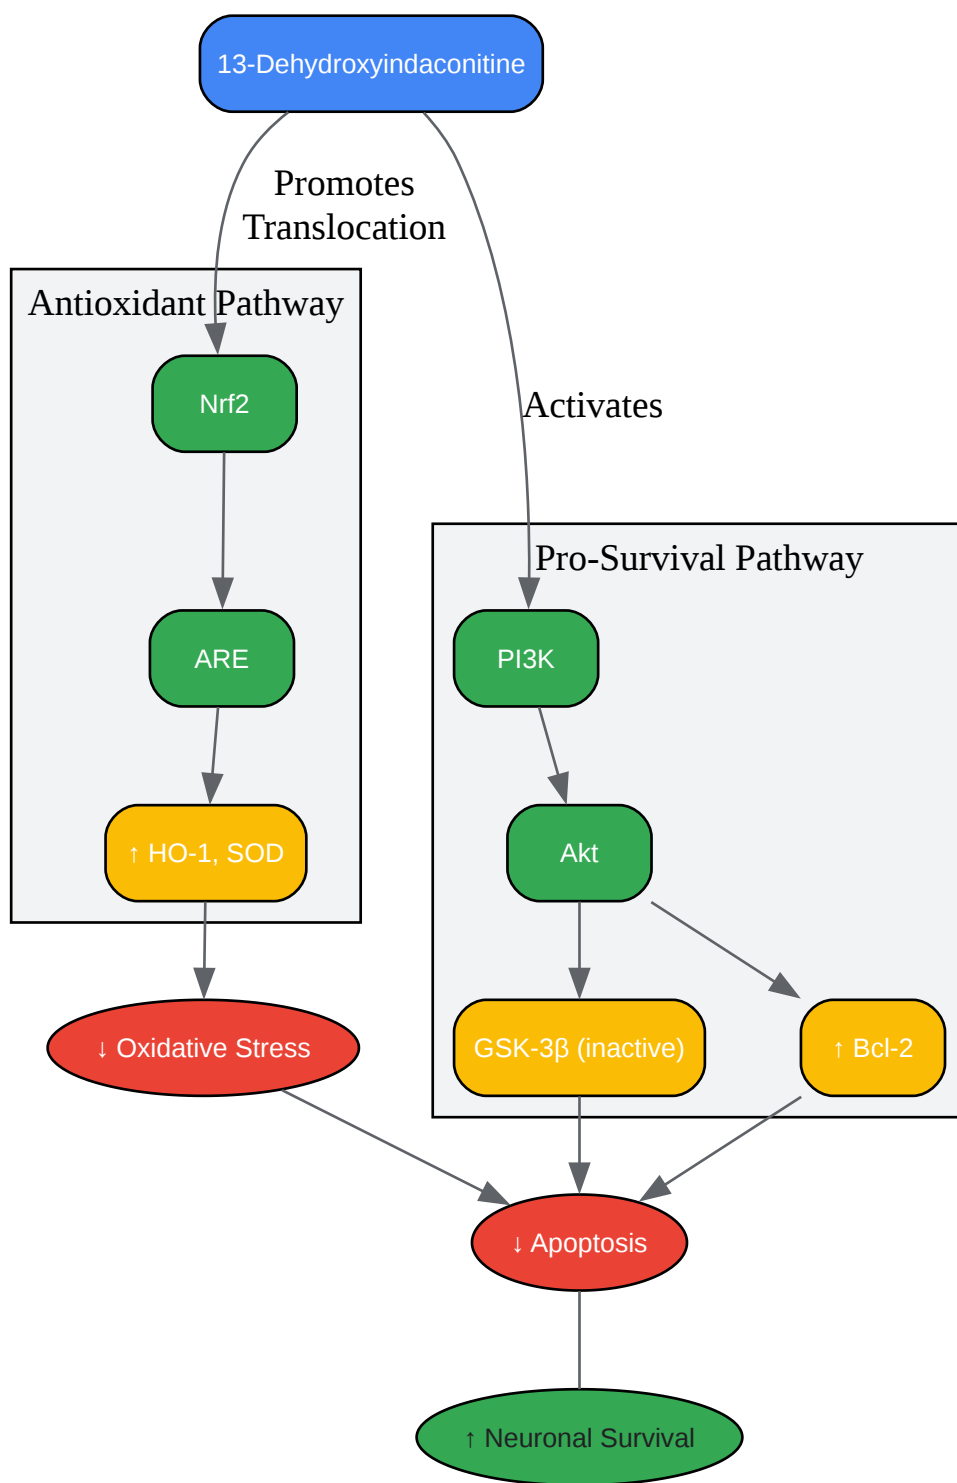 13-Dehydroxyindaconitine
Promotes
Translocation
Antioxidant Pathway
Nrf2
Activates
Pro-Survival Pathway
ARE
PI3K
↑ HO-1, SOD
Akt
↓ Oxidative Stress
GSK-3β (inactive)
↑ Bcl-2
↓ Apoptosis
↑ Neuronal Survival